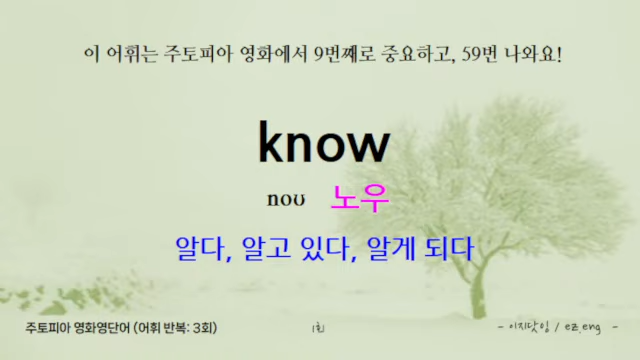 이 어휘는 주토피아 영화에서 9번째로 중요하고, 59번 나와요!
know
noʊ 노우
알다, 알고 있다, 알게 되다
주토피아 영화영단어 (어휘 반복: 3회) 1회 - 이지닷잉 / ez.eng -